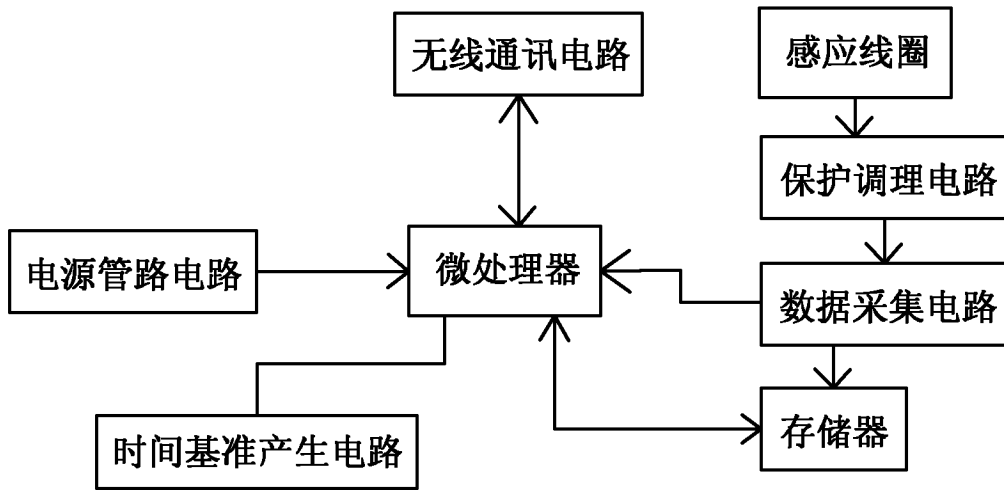 无线通讯电路
感应线圈
保护调理电路
电源管路电路
微处理器
数据采集电路
时间基准产生电路
存储器